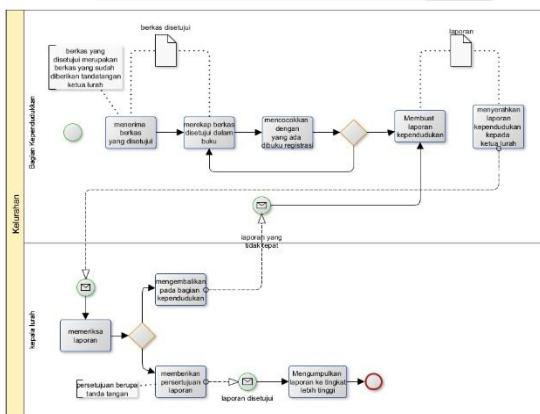 berkas disetujui
laporan
berkas yang
disetujui merupakan
berkas yang sudah
diberikan tandatangan
ketua lurah
Bagian Kependudukkan
menerima
berkas
yang disetujui
merekap berkas
disetujui dalam
buku
mencocokkan
dengan
yang ada
dibuku registrasi
Membuat
laporan
kependudukan
menyerahkan
laporan
kependudukan
kepada
ketua lurah
Kelurahan
laporan yang
tidak tepat
kepala lurah
mengembalikan
pada bagian
kependudukan
memeriksa
laporan
memberikan
persertujuan
laporan
persetujuan berupa
tanda tangan
laporan disetujui
Mengumpulkan
laporan ke tingkat
lebih tinggi